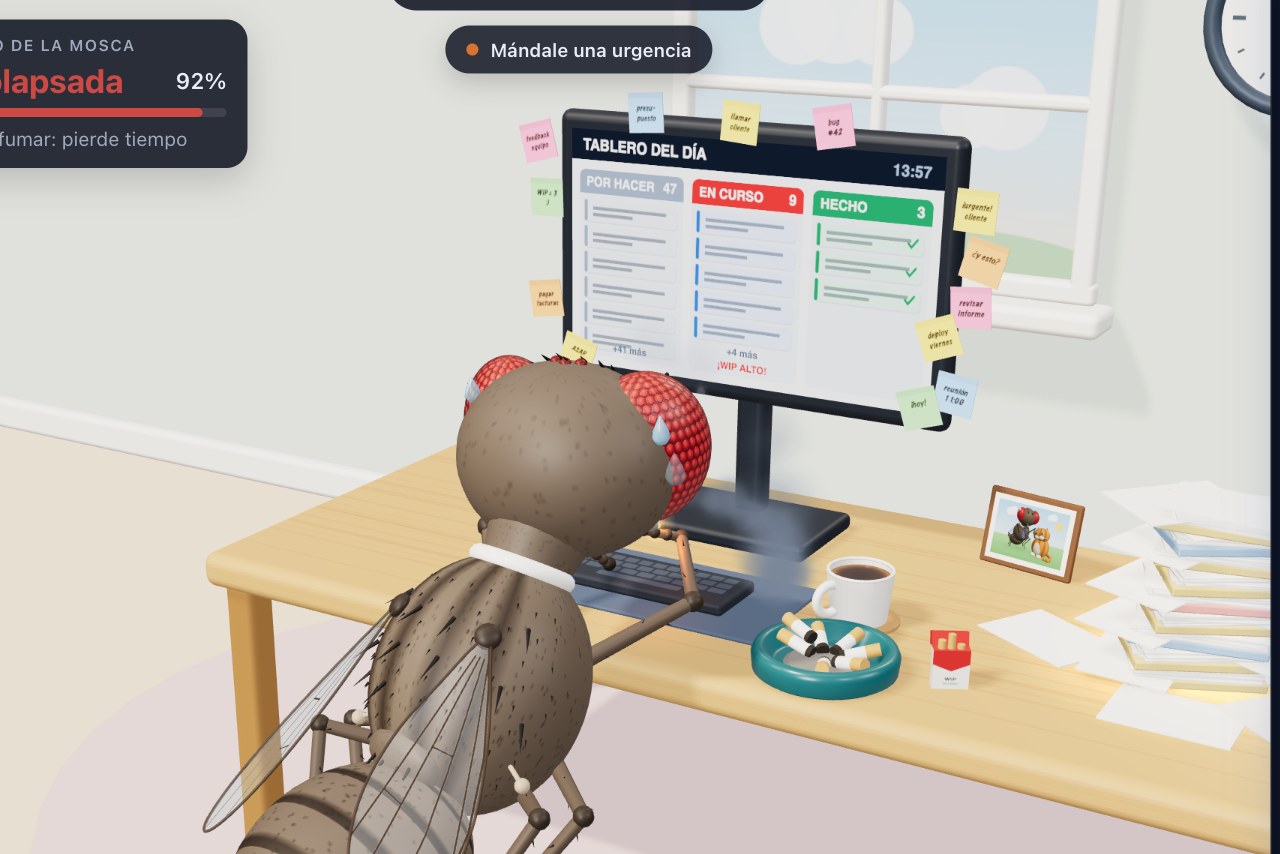 O DE LA MOSCA
lapsada 92%
fumar: pierde tiempo
Mándale una urgencia
presu-
puesto
llamar
cliente
bug
#42
feedback
equipo
WIP: 3
pagar
facturas
ASAP
TABLERO DEL DÍA
13:57
POR HACER 47
EN CURSO 9
HECHO 3
+41 más
+4 más
¡WIP ALTO!
¡urgente!
cliente
¿y esto?
revisar
informe
deploy
viernes
reunión
11:00
¡hoy!